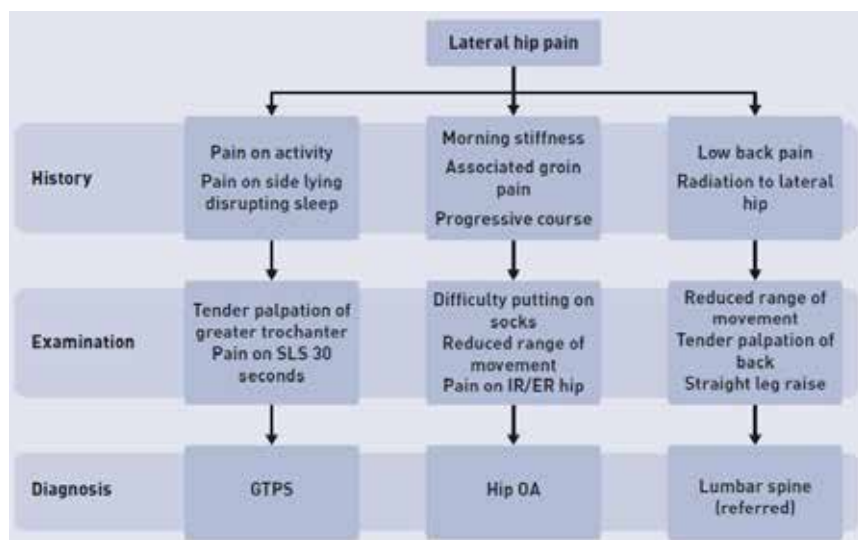 Lateral hip pain
History
Pain on activity
Pain on side lying
disrupting sleep
Morning stiffness
Associated groin
pain
Progressive course
Low back pain
Radiation to lateral
hip
Examination
Tender palpation of
greater trochanter
Pain on SLS 30
seconds
Difficulty putting on
socks
Reduced range of
movement
Pain on IR/ER hip
Reduced range of
movement
Tender palpation of
back
Straight leg raise
Diagnosis
GTPS
Hip OA
Lumbar spine
(referred)